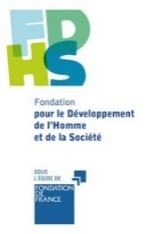 FD
HS
Fondation
pour le Développement
de l'Homme
et de la Société
SOUS
L'ÉGIDE DE
FONDATION
DE
FRANCE